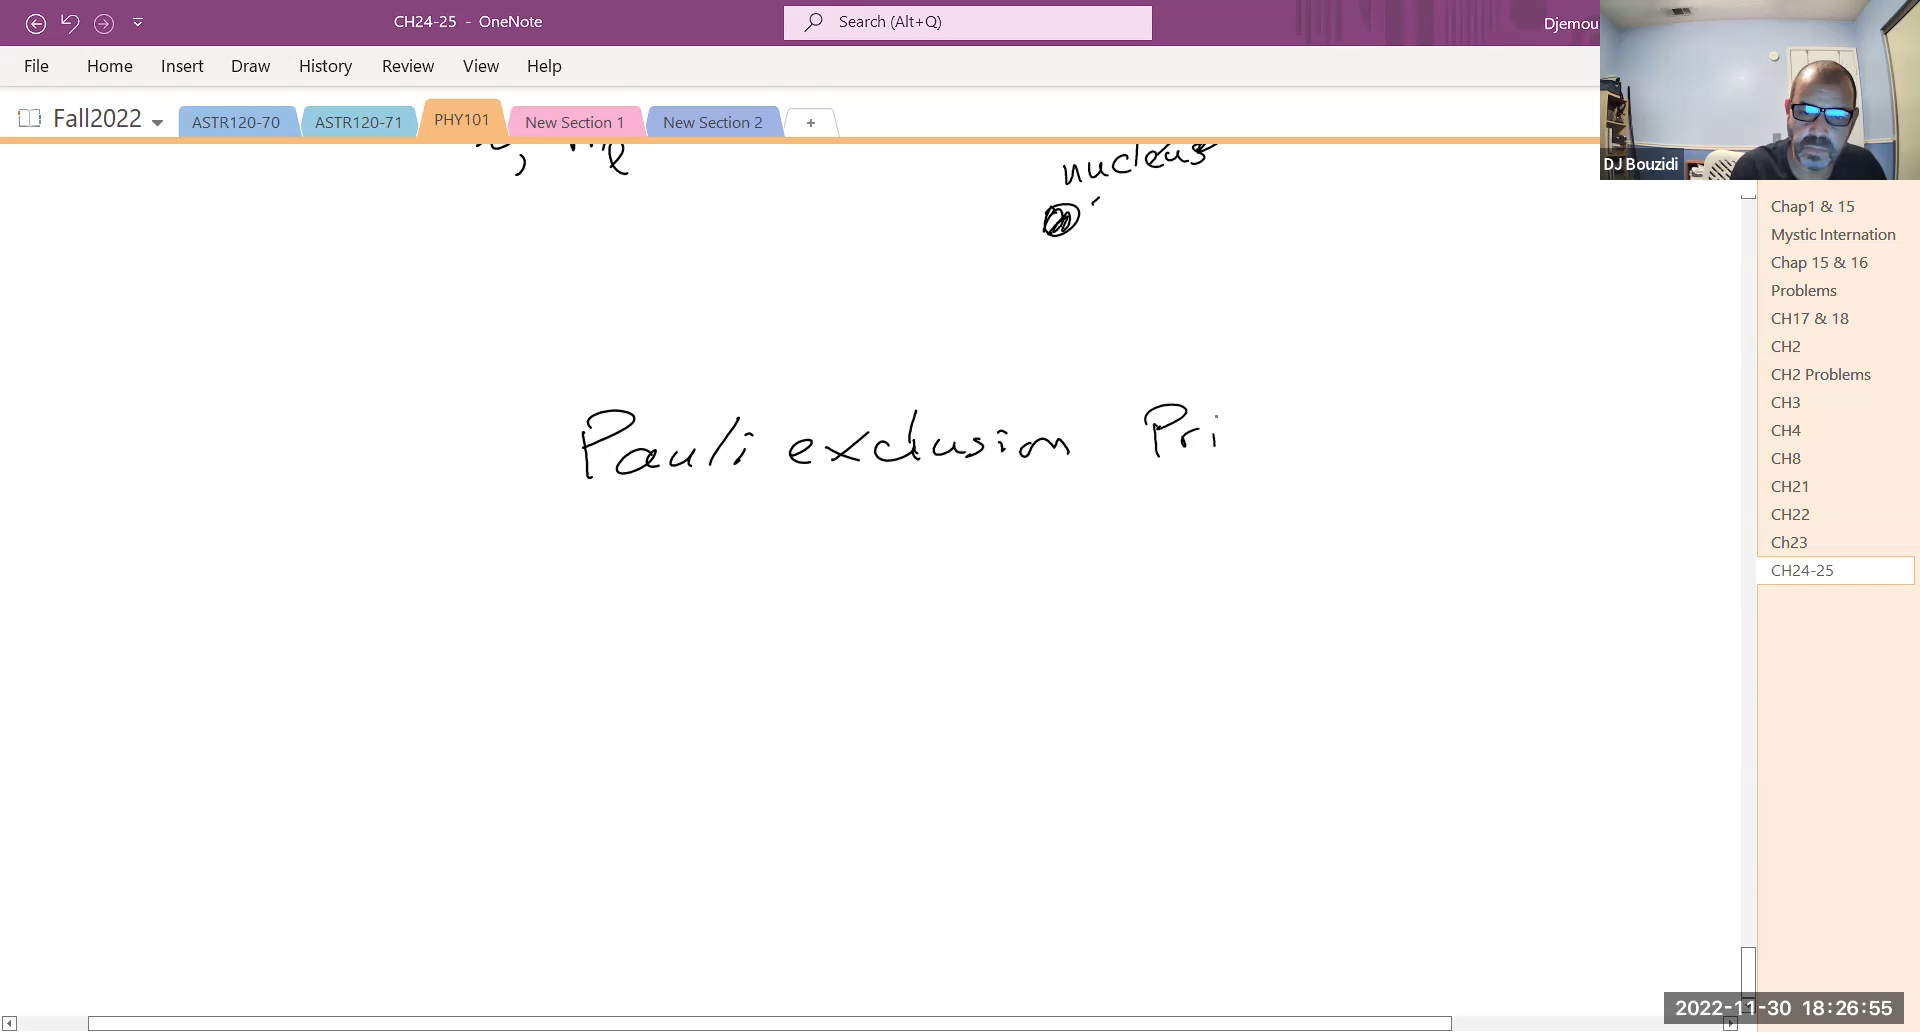 CH24-25 - OneNote
Search (Alt+Q)
Djemou
File Home Insert Draw History Review View Help
Fall2022 ASTR120-70 ASTR120-71 PHY101 New Section 1 New Section 2 +
DJ Bouzidi
nucleus
Pauli exclusion Pri
Chap1 & 15
Mystic Internation
Chap 15 & 16
Problems
CH17 & 18
CH2
CH2 Problems
CH3
CH4
CH8
CH21
CH22
Ch23
CH24-25
2022-11-30 18:26:55